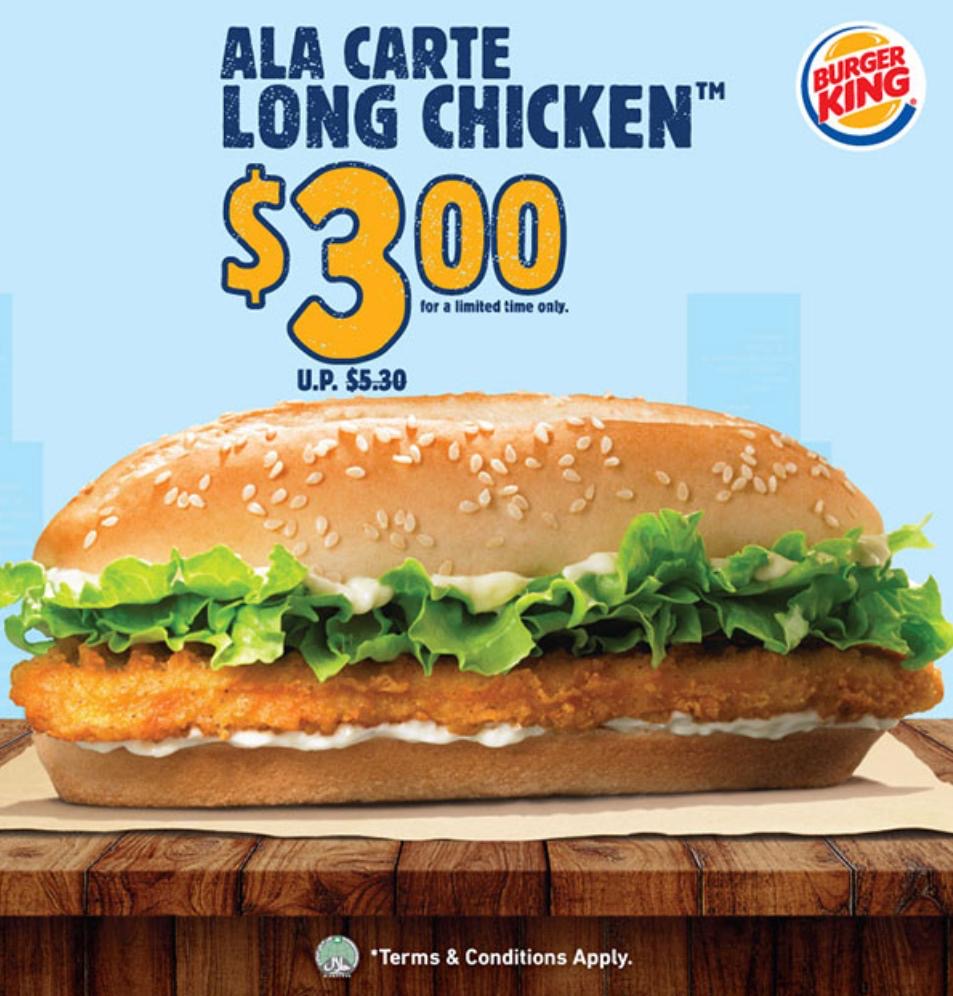 ALA CARTE
LONG CHICKEN™
BURGER
KING®
$3 00
for a limited time only.
U.P. $5.30
*Terms & Conditions Apply.